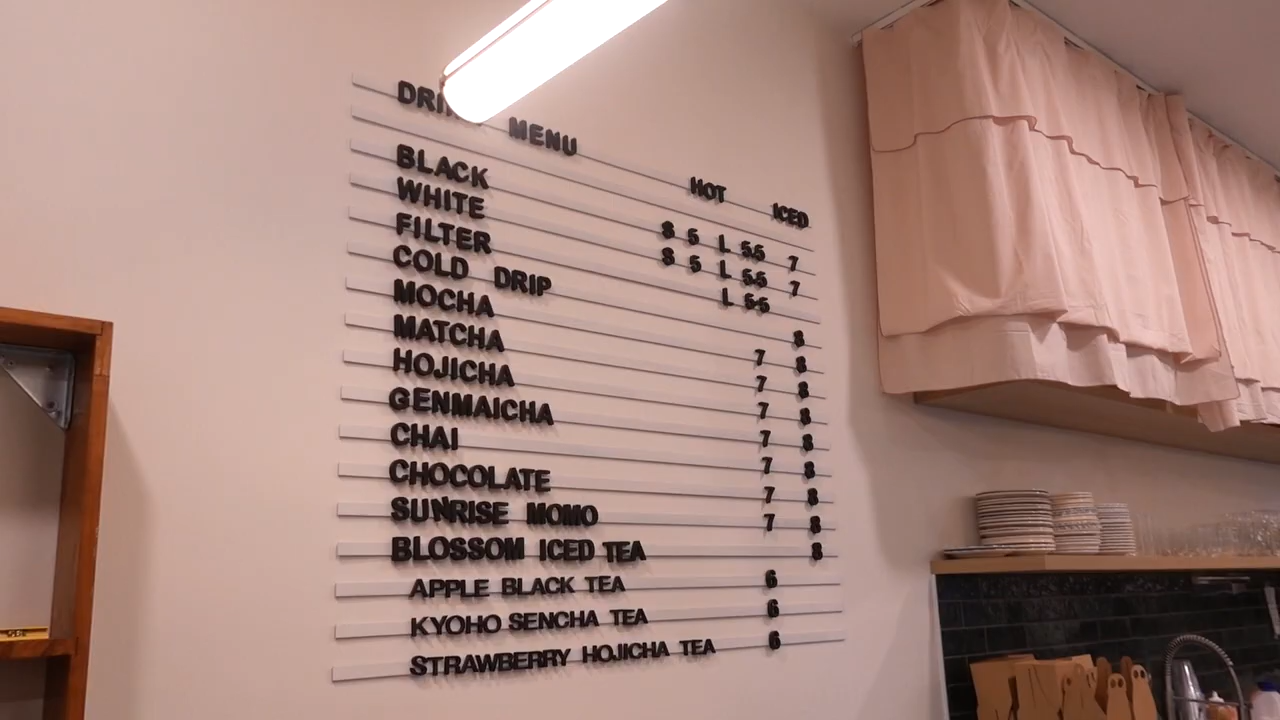 MENU
HOT ICED
BLACK S 5 L 5.5 7
WHITE S 5 L 5.5 7
FILTER L 5.5
COLD DRIP 8
MOCHA 7 8
MATCHA 7 8
HOJICHA 7 8
GENMAICHA 7 8
CHAI 7 8
CHOCOLATE 7 8
SUNRISE MOMO 7 8
BLOSSOM ICED TEA 8
APPLE BLACK TEA 6
KYOHO SENCHA TEA 6
STRAWBERRY HOJICHA TEA 6